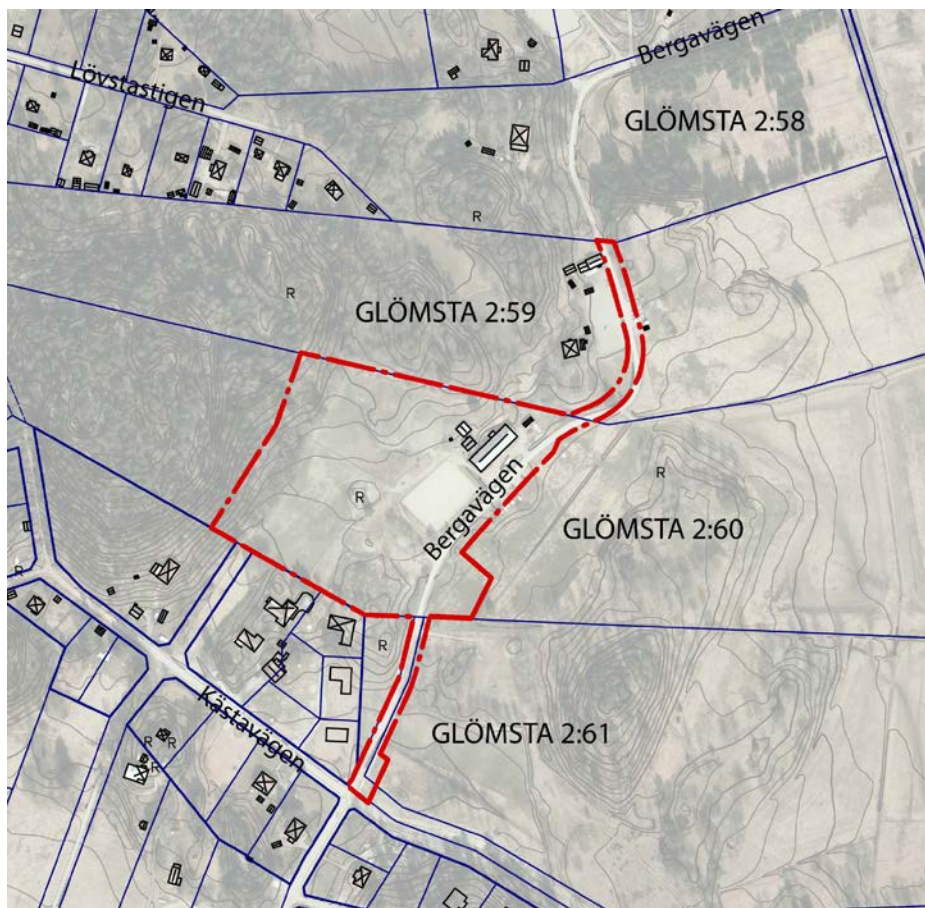 Bergavägen
Lövstastigen
GLÖMSTA 2:58
R
R
GLÖMSTA 2:59
R
R
Bergavägen
GLÖMSTA 2:60
R
R
Kästavägen
GLÖMSTA 2:61
R
R
R